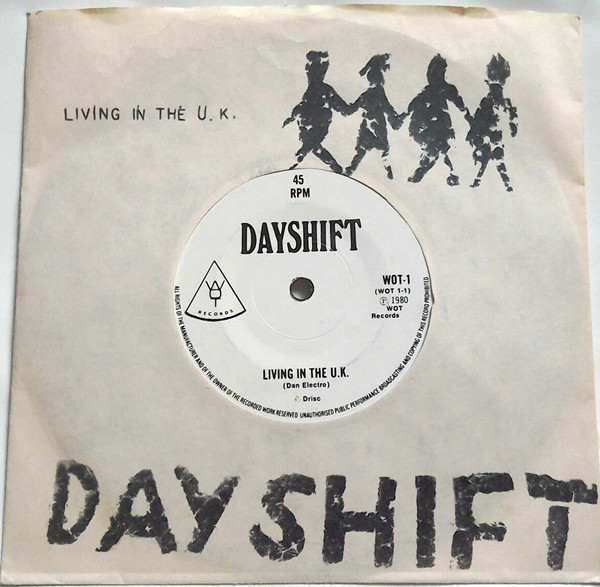 LIVING IN THE U.K.
45
RPM
DAYSHIFT
WOT
RECORDS
WOT-1
(WOT 1-1)
Ⓟ 1980
WOT
Records
LIVING IN THE U.K.
(Dan Electro)
© Drisc
ALL RIGHTS OF THE MANUFACTURER AND OF THE OWNER OF THE RECORDED WORK RESERVED UNAUTHORISED PUBLIC PERFORMANCE BROADCASTING AND COPYING OF THIS RECORD PROHIBITED
DAYSHIFT